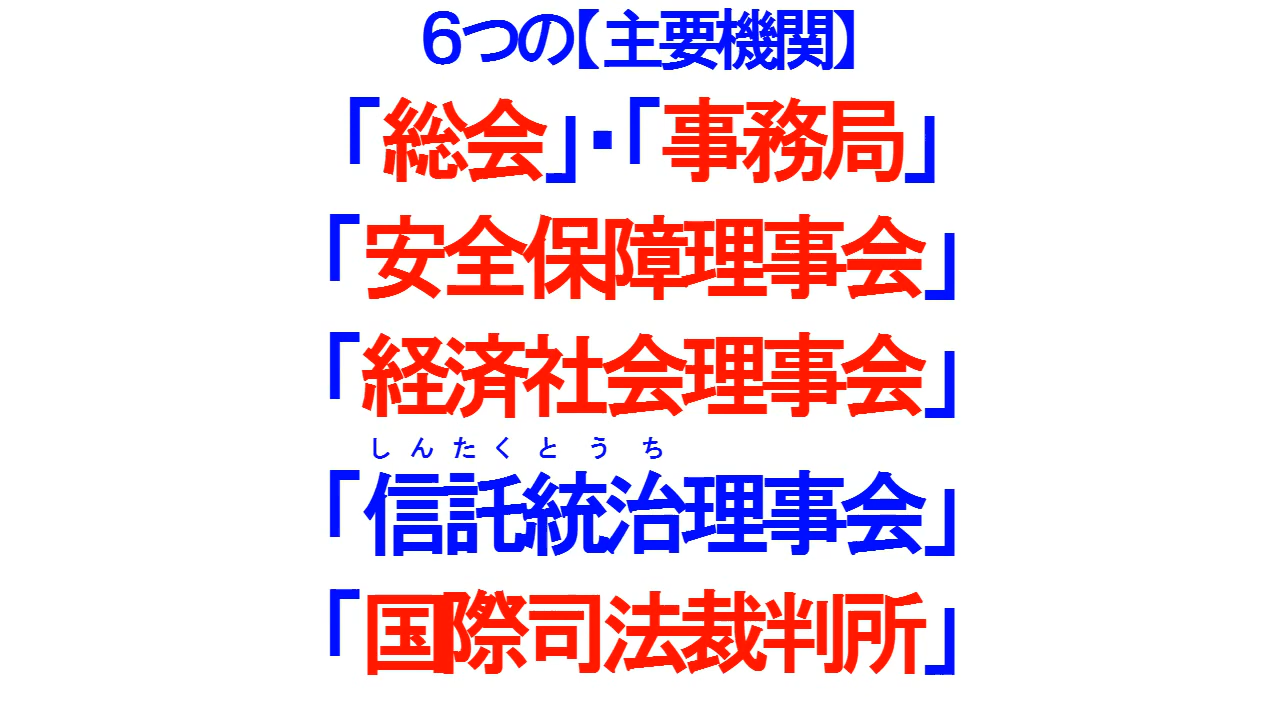 6つの【主要機関】
「総会」・「事務局」
「安全保障理事会」
「経済社会理事会」
しんたくとうち
「信託統治理事会」
「国際司法裁判所」